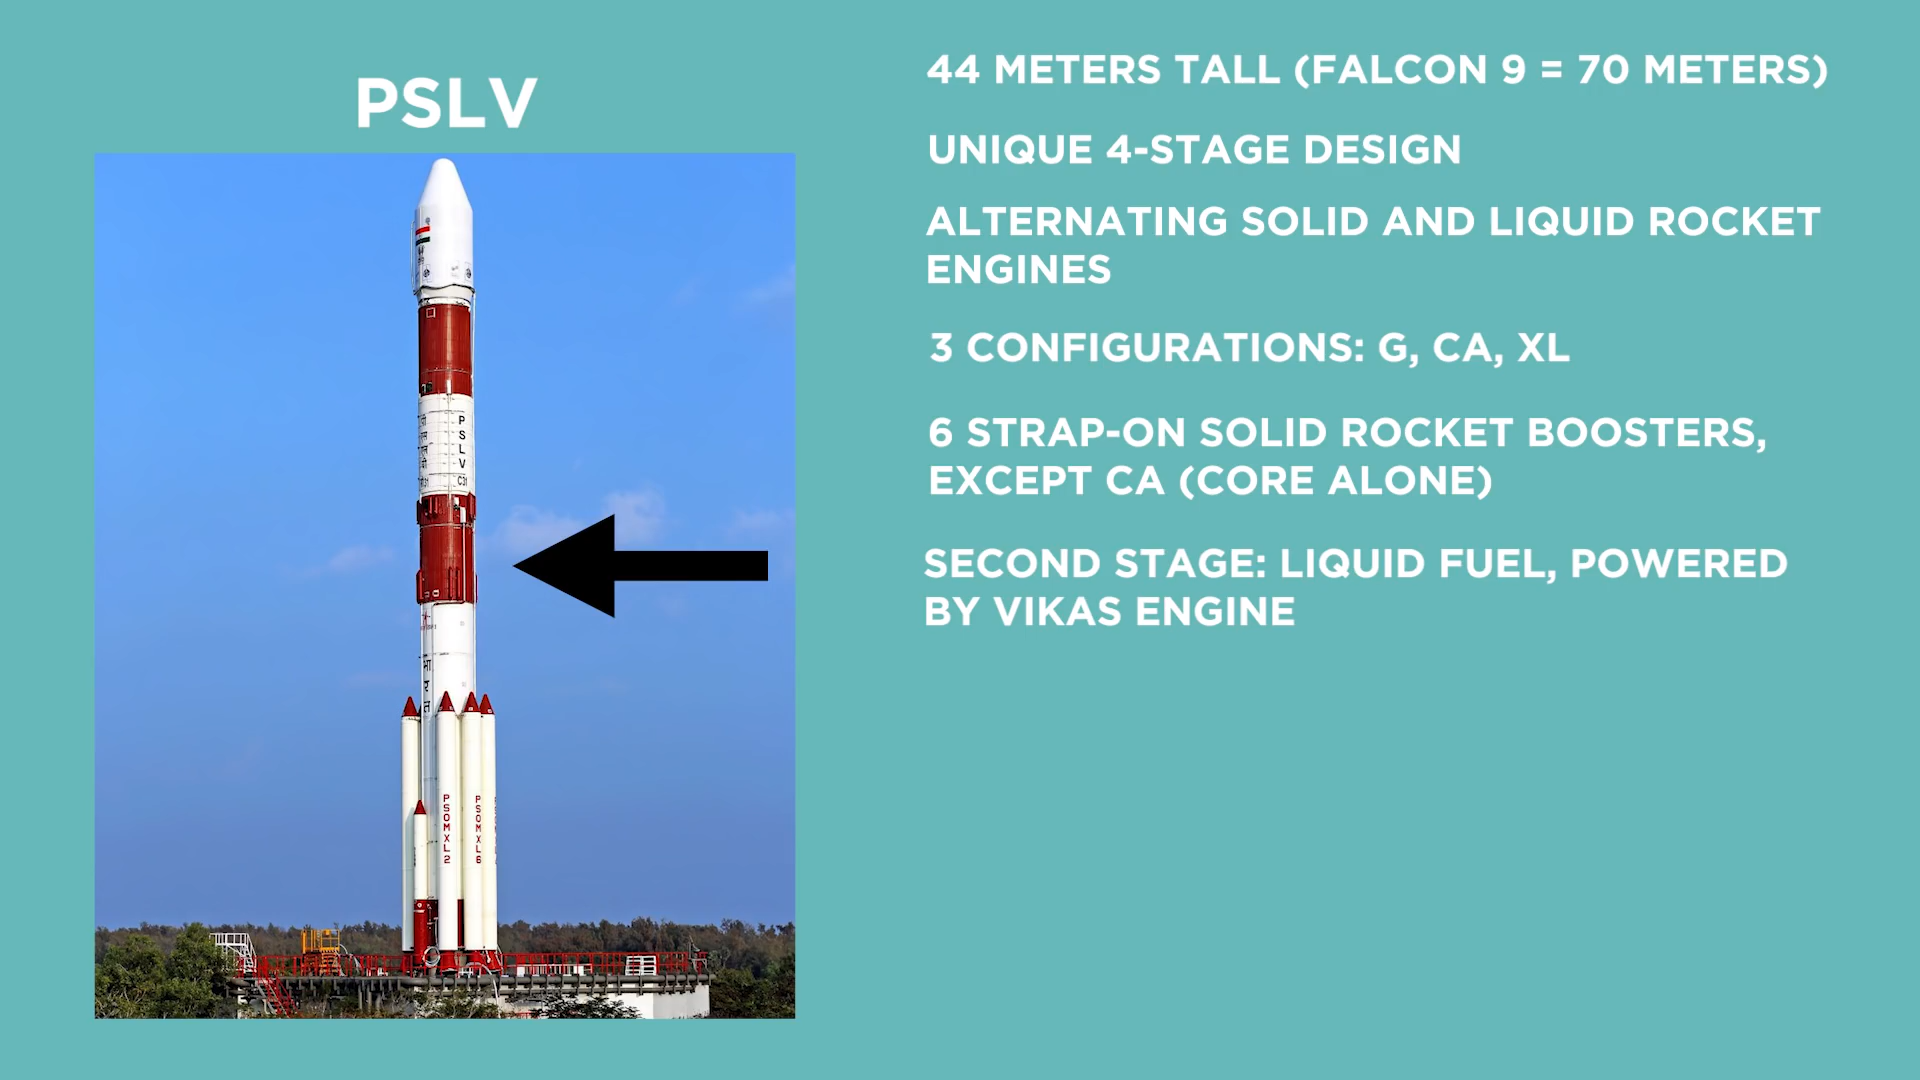 PSLV
44 METERS TALL (FALCON 9 = 70 METERS)
UNIQUE 4-STAGE DESIGN
ALTERNATING SOLID AND LIQUID ROCKET
ENGINES
3 CONFIGURATIONS: G, CA, XL
6 STRAP-ON SOLID ROCKET BOOSTERS,
EXCEPT CA (CORE ALONE)
SECOND STAGE: LIQUID FUEL, POWERED
BY VIKAS ENGINE
PSLV
C31
भारत
PSOM XL 2
PSOM XL 6